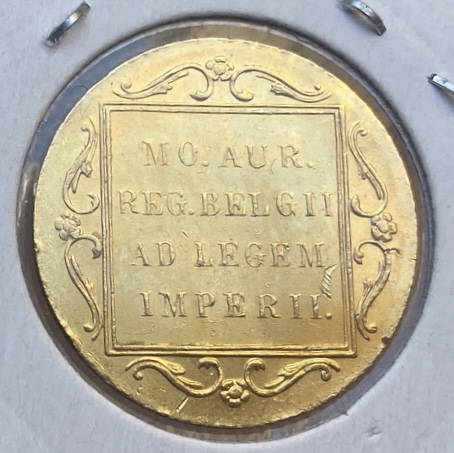 MO. AUR.
REG. BELGII
AD LEGEM
IMPERII.